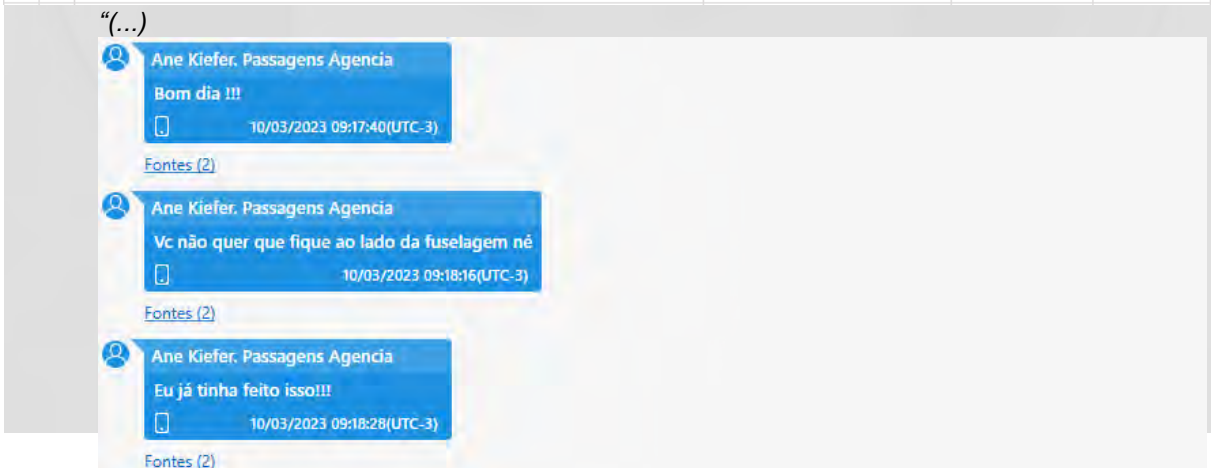 “(...)
Ane Kiefer. Passagens Agencia
Bom dia !!!
10/03/2023 09:17:40(UTC-3)
Fontes (2)
Ane Kiefer. Passagens Agencia
Vc não quer que fique ao lado da fuselagem né
10/03/2023 09:18:16(UTC-3)
Fontes (2)
Ane Kiefer. Passagens Agencia
Eu já tinha feito isso!!!
10/03/2023 09:18:28(UTC-3)
Fontes (2)